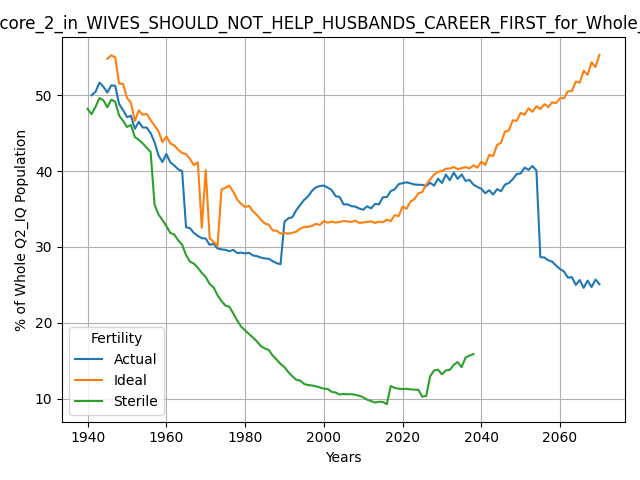 core_2_in_WIVES_SHOULD_NOT_HELP_HUSBANDS_CAREER_FIRST_for_Whole_
% of Whole Q2_IQ Population
50
40
30
20
10
Fertility
Actual
Ideal
Sterile
1940 1960 1980 2000 2020 2040 2060
Years